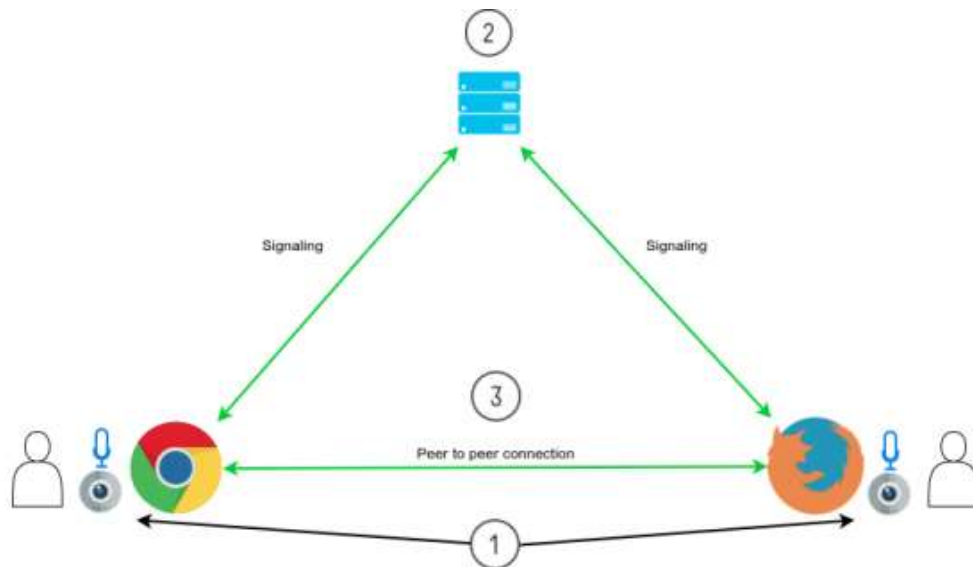 2
Signaling
Signaling
3
Peer to peer connection
1